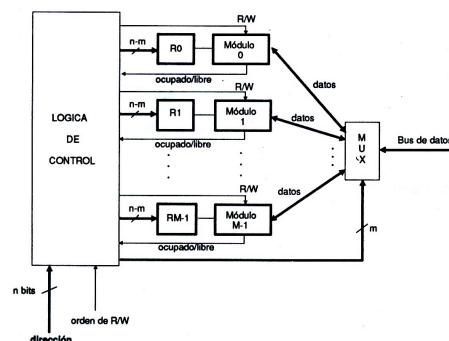 R/W
n-m
R0
Módulo
0
ocupado/libre
datos
R/W
n-m
R1
Módulo
1
datos
ocupado/libre
LOGICA
DE
CONTROL
M
U
X
Bus de datos
R/W
datos
n-m
RM-1
Módulo
M-1
m
ocupado/libre
n bits
orden de R/W
dirección